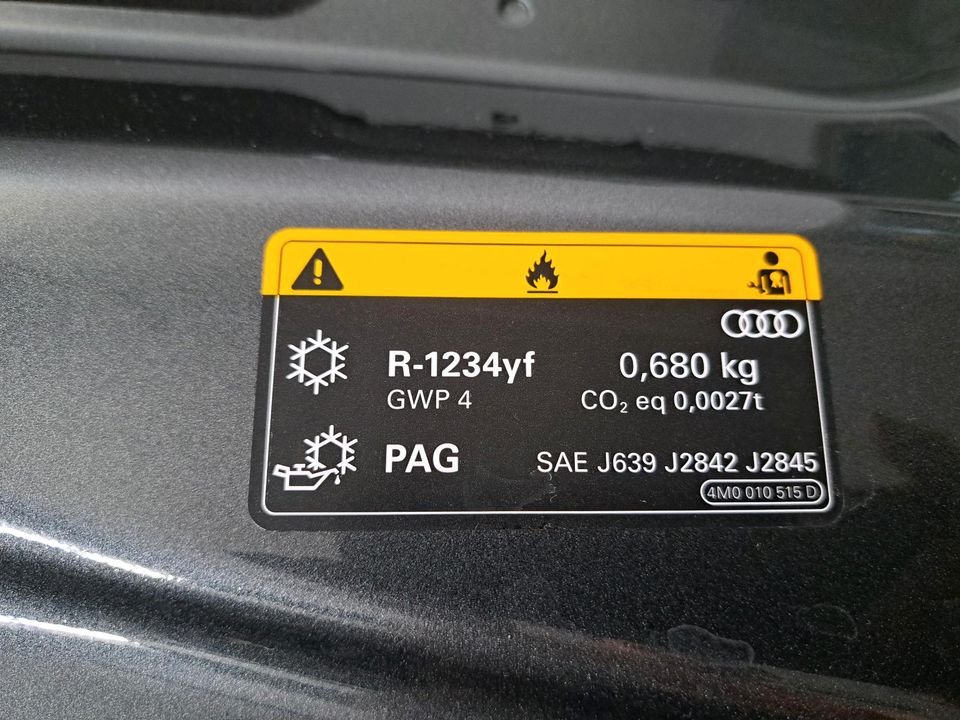 R-1234yf 0,680 kg
GWP 4 CO₂ eq 0,0027t
PAG SAE J639 J2842 J2845
4M0 010 515 D